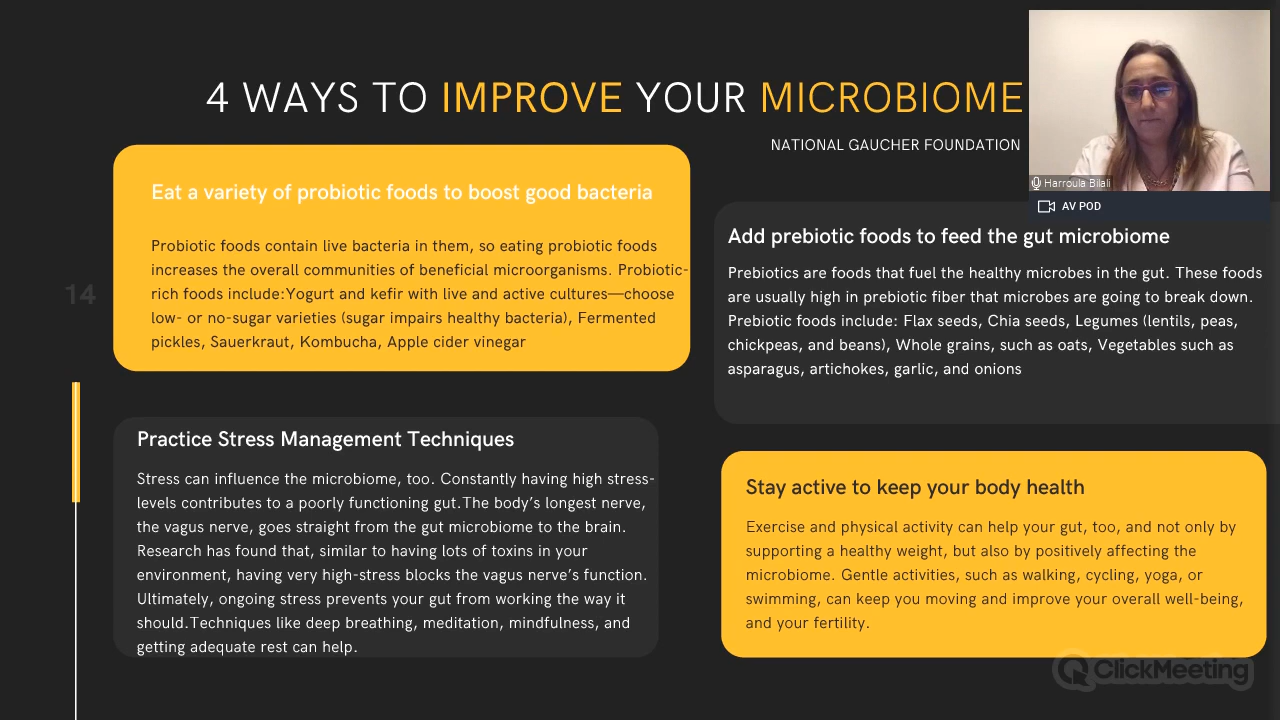 4 WAYS TO IMPROVE YOUR MICROBIOME
NATIONAL GAUCHER FOUNDATION
Harroula Bilali
AV POD
Eat a variety of probiotic foods to boost good bacteria
Probiotic foods contain live bacteria in them, so eating probiotic foods
increases the overall communities of beneficial microorganisms. Probiotic-
rich foods include:Yogurt and kefir with live and active cultures—choose
low- or no-sugar varieties (sugar impairs healthy bacteria), Fermented
pickles, Sauerkraut, Kombucha, Apple cider vinegar
Add prebiotic foods to feed the gut microbiome
Prebiotics are foods that fuel the healthy microbes in the gut. These foods
are usually high in prebiotic fiber that microbes are going to break down.
Prebiotic foods include: Flax seeds, Chia seeds, Legumes (lentils, peas,
chickpeas, and beans), Whole grains, such as oats, Vegetables such as
asparagus, artichokes, garlic, and onions
14
Practice Stress Management Techniques
Stress can influence the microbiome, too. Constantly having high stress-
levels contributes to a poorly functioning gut.The body's longest nerve,
the vagus nerve, goes straight from the gut microbiome to the brain.
Research has found that, similar to having lots of toxins in your
environment, having very high-stress blocks the vagus nerve's function.
Ultimately, ongoing stress prevents your gut from working the way it
should.Techniques like deep breathing, meditation, mindfulness, and
getting adequate rest can help.
Stay active to keep your body health
Exercise and physical activity can help your gut, too, and not only by
supporting a healthy weight, but also by positively affecting the
microbiome. Gentle activities, such as walking, cycling, yoga, or
swimming, can keep you moving and improve your overall well-being,
and your fertility.
ClickMeeting